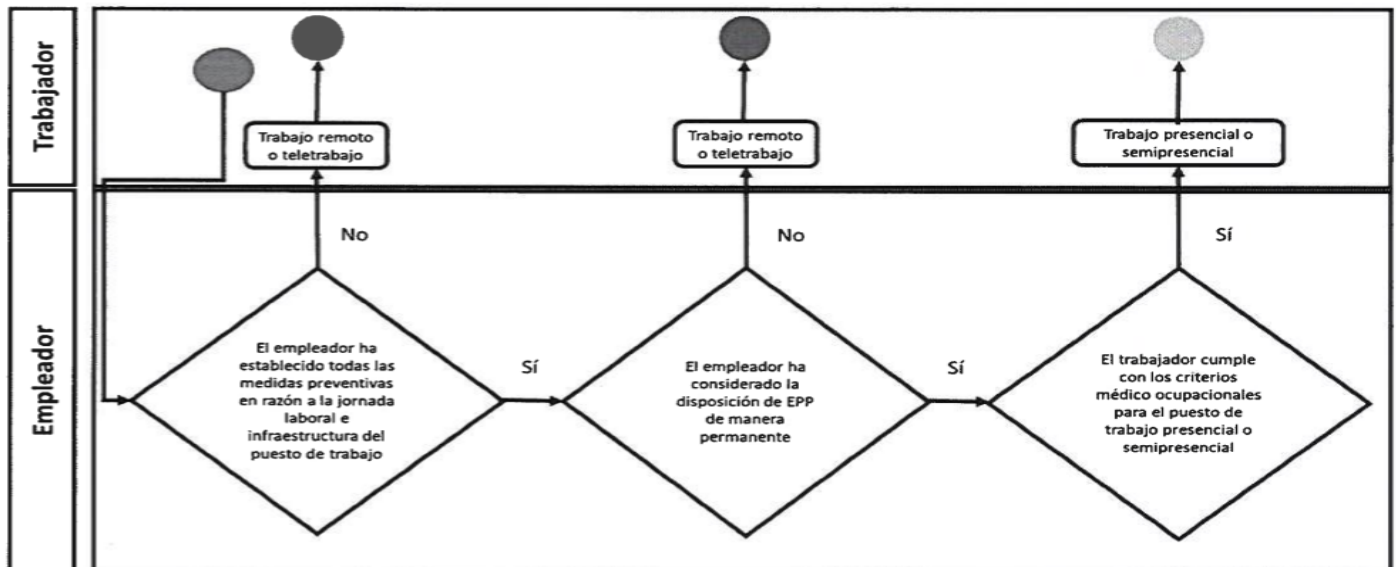 Trabajador
Trabajo remoto
o teletrabajo
Trabajo remoto
o teletrabajo
Trabajo presencial o
semipresencial
Empleador
No
No
Sí
El empleador ha
establecido todas las
medidas preventivas
en razón a la jornada
laboral e
infraestructura del
puesto de trabajo
Sí
El empleador ha
considerado la
disposición de EPP
de manera
permanente
Sí
El trabajador cumple
con los criterios
médico ocupacionales
para el puesto de
trabajo presencial o
semipresencial